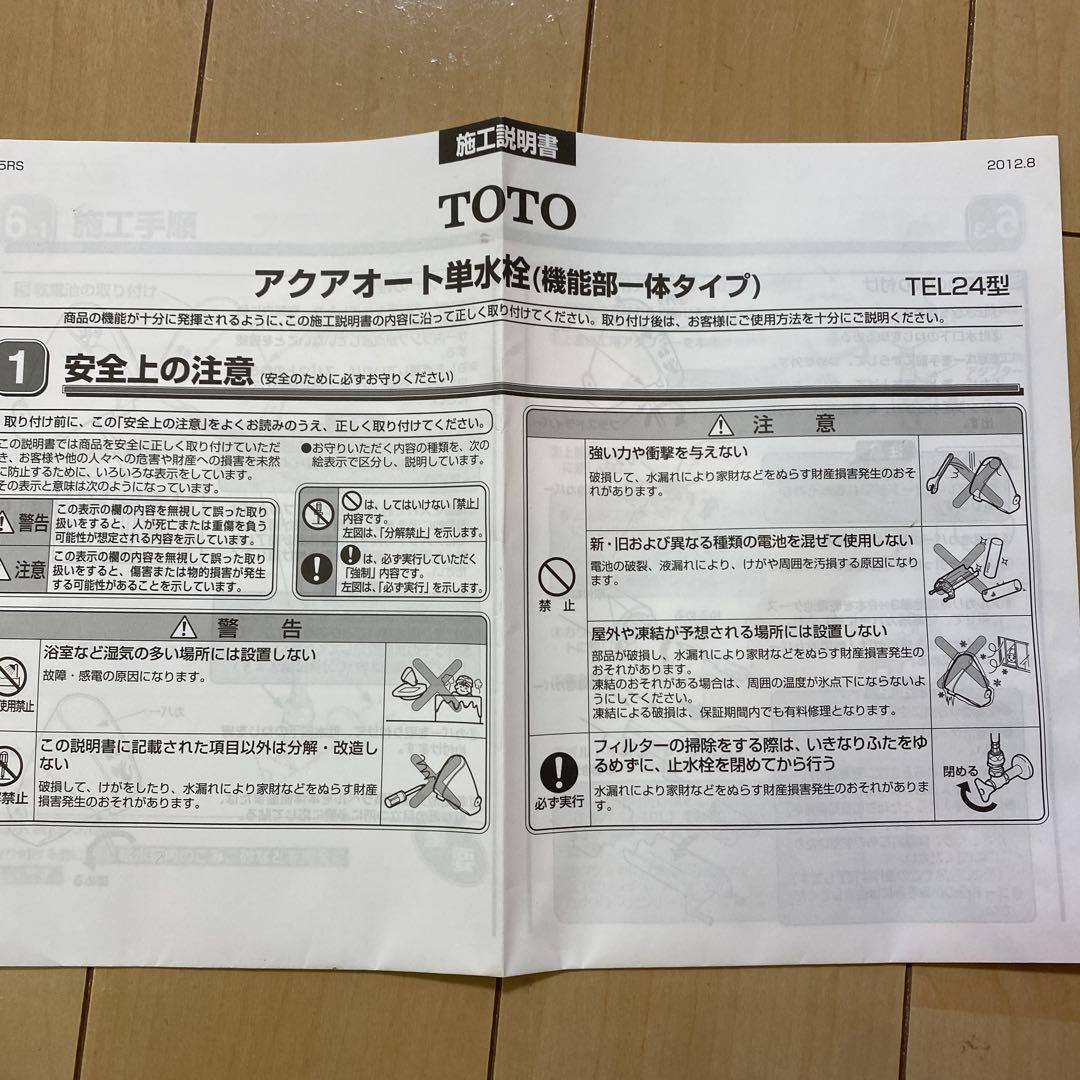 施工説明書
5RS
2012.8
TOTO
アクアオート単水栓(機能部一体タイプ)
TEL24型
商品の機能が十分に発揮されるように、この施工説明書の内容に沿って正しく取り付けてください。取り付け後は、お客様にご使用方法を十分にご説明ください。
1 安全上の注意 (安全のために必ずお守りください)
取り付け前に、この「安全上の注意」をよくお読みのうえ、正しく取り付けてください。
この説明書では商品を安全に正しく取り付けていただ
き、お客様や他の人々への危害や財産への損害を未然
に防止するために、いろいろな表示をしています。
その表示と意味は次のようになっています。
警告
この表示の欄の内容を無視して誤った取り
扱いをすると、人が死亡または重傷を負う
可能性が想定される内容を示しています。
注意
この表示の欄の内容を無視して誤った取り
扱いをすると、傷害または物的損害が発生
する可能性があることを示しています。
●お守りいただく内容の種類を、次の
絵表示で区分し、説明しています。
は、してはいけない「禁止」
内容です。
左図は、「分解禁止」を示します。
は、必ず実行していただく
「強制」内容です。
左図は、「必ず実行」を示します。
警告
使用禁止
浴室など湿気の多い場所には設置しない
故障・感電の原因になります。
解禁止
この説明書に記載された項目以外は分解・改造し
ない
破損して、けがをしたり、水漏れにより家財などをぬらす財産
損害発生のおそれがあります。
注意
禁止
強い力や衝撃を与えない
破損して、水漏れにより家財などをぬらす財産損害発生のおそ
れがあります。
新・旧および異なる種類の電池を混ぜて使用しない
電池の破裂、液漏れにより、けがや周囲を汚損する原因になり
ます。
屋外や凍結が予想される場所には設置しない
部品が破損し、水漏れにより家財などをぬらす財産損害発生の
おそれがあります。
凍結のおそれがある場合は、周囲の温度が氷点下にならないよ
うにしてください。
凍結による破損は、保証期間内でも有料修理となります。
必ず実行
フィルターの掃除をする際は、いきなりふたをゆ
るめずに、止水栓を閉めてから行う
水漏れにより家財などをぬらす財産損害発生のおそれがありま
す。
閉める